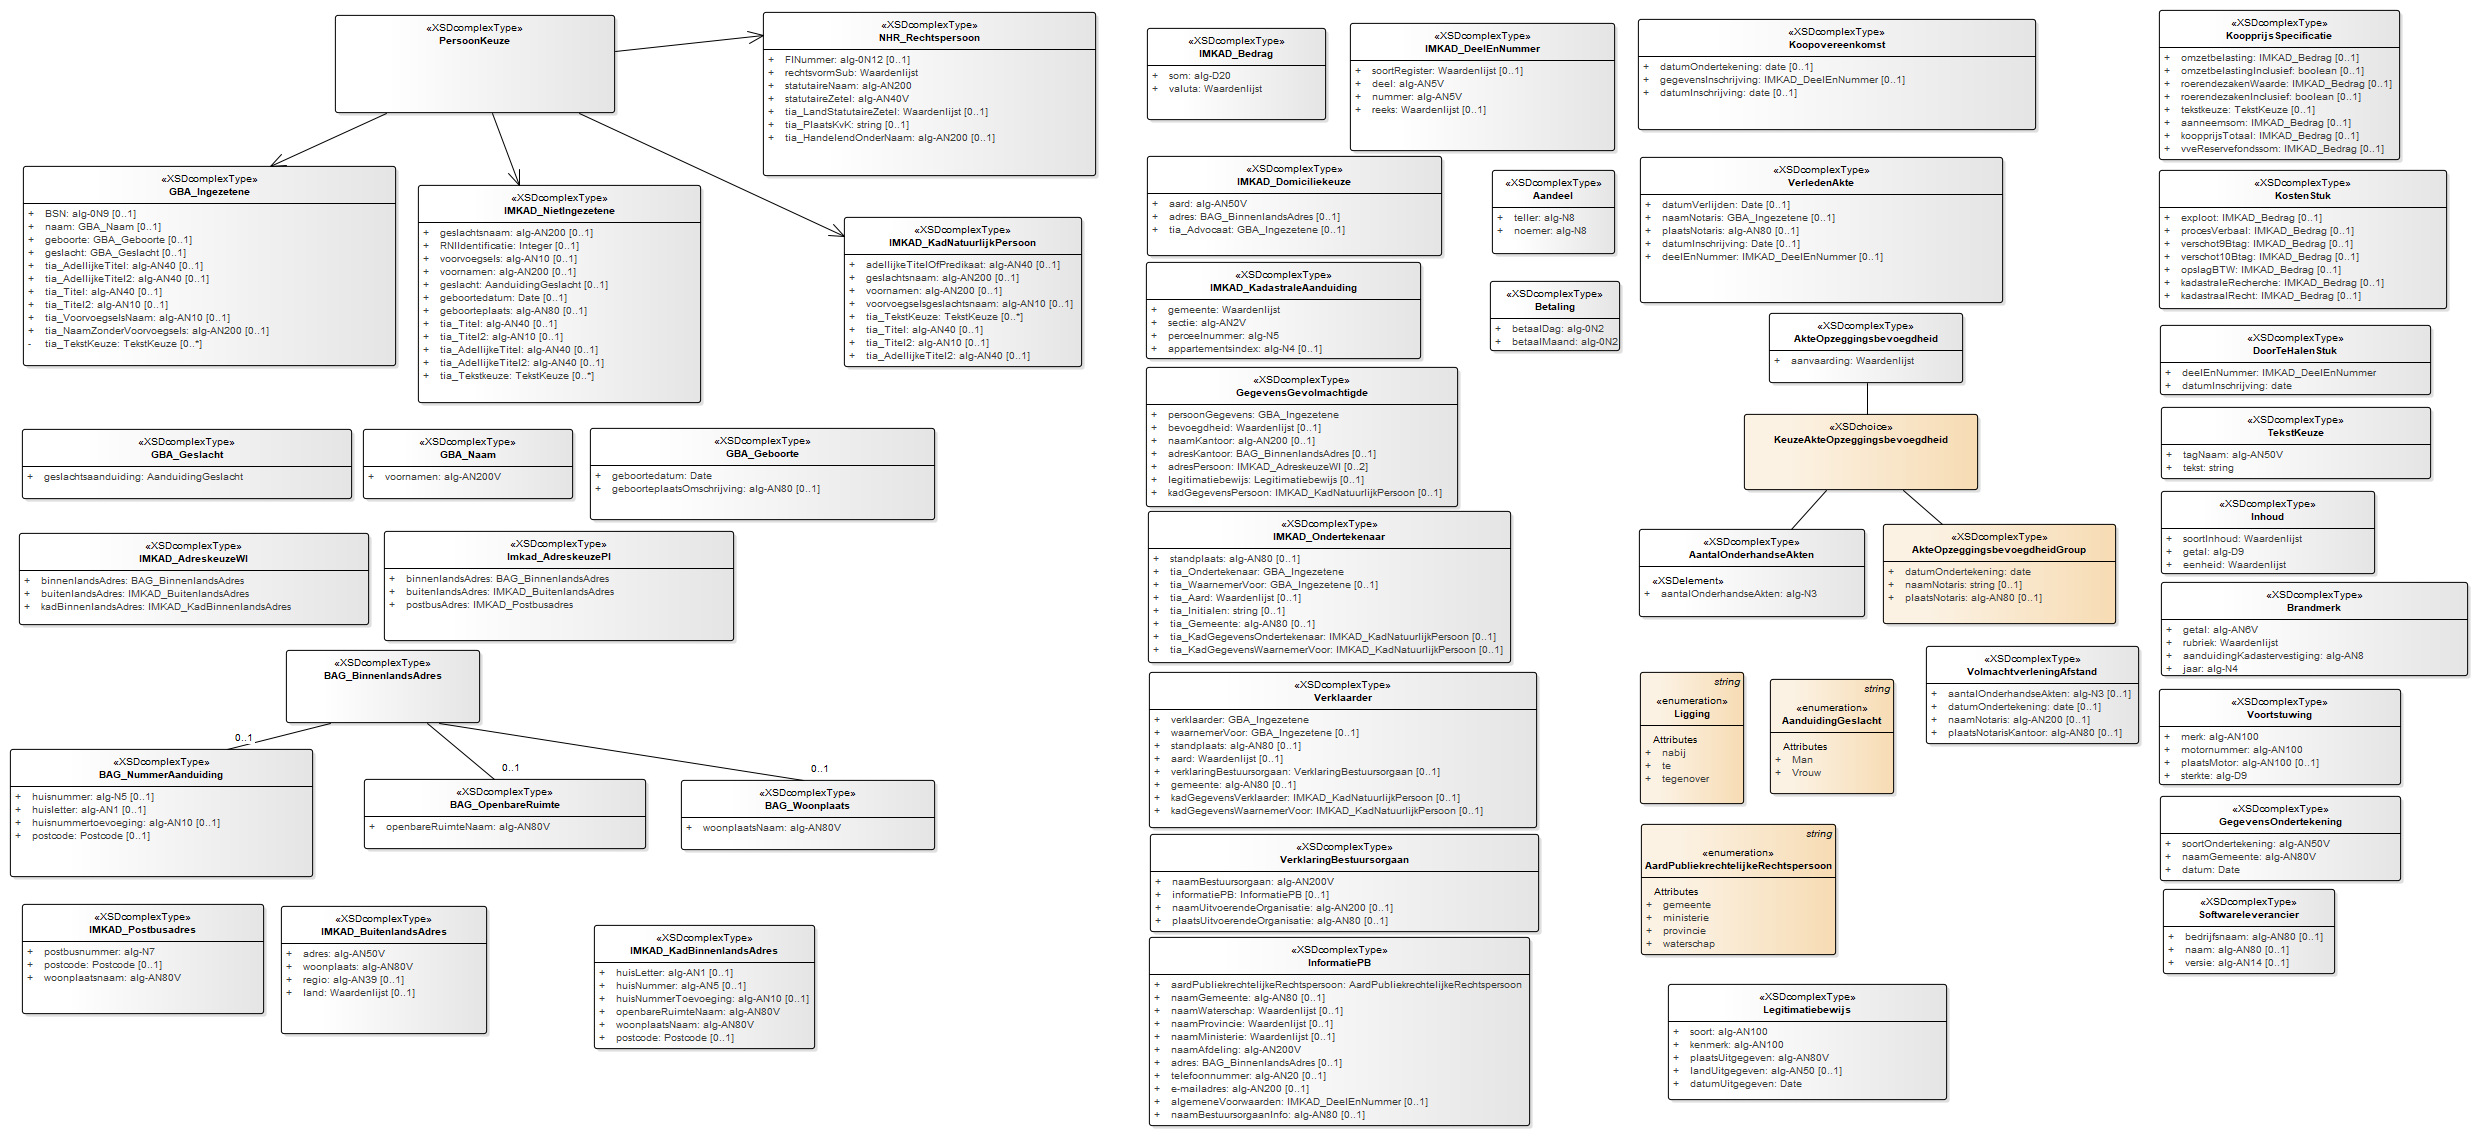 «XSDcomplexType»
PersoonKeuze
«XSDcomplexType»
NHR_Rechtspersoon
+ FINummer: alg-0N12 [0..1]
+ rechtsvormSub: Waardenlijst
+ statutaireNaam: alg-AN200
+ statutaireZetel: alg-AN40V
+ tia_LandStatutaireZetel: Waardenlijst [0..1]
+ tia_PlaatsKvK: string [0..1]
+ tia_HandelendOnderNaam: alg-AN200 [0..1]
«XSDcomplexType»
GBA_Ingezetene
+ BSN: alg-0N9 [0..1]
+ naam: GBA_Naam [0..1]
+ geboorte: GBA_Geboorte [0..1]
+ geslacht: GBA_Geslacht [0..1]
+ tia_AdellijkeTitel: alg-AN40 [0..1]
+ tia_AdellijkeTitel2: alg-AN40 [0..1]
+ tia_Titel: alg-AN40 [0..1]
+ tia_Titel2: alg-AN10 [0..1]
+ tia_VoorvoegselsNaam: alg-AN10 [0..1]
+ tia_NaamZonderVoorvoegsels: alg-AN200 [0..1]
- tia_TekstKeuze: TekstKeuze [0..*]
«XSDcomplexType»
IMKAD_NietIngezetene
+ geslachtsnaam: alg-AN200 [0..1]
+ RNIIdentificatie: Integer [0..1]
+ voorvoegsels: alg-AN10 [0..1]
+ voornamen: alg-AN200 [0..1]
+ geslacht: AanduidingGeslacht [0..1]
+ geboortedatum: Date [0..1]
+ geboorteplaats: alg-AN80 [0..1]
+ tia_Titel: alg-AN40 [0..1]
+ tia_Titel2: alg-AN10 [0..1]
+ tia_AdellijkeTitel: alg-AN40 [0..1]
+ tia_AdellijkeTitel2: alg-AN40 [0..1]
+ tia_Tekstkeuze: TekstKeuze [0..*]
«XSDcomplexType»
IMKAD_KadNatuurlijkPersoon
+ adellijkeTitelOfPredikaat: alg-AN40 [0..1]
+ geslachtsnaam: alg-AN200 [0..1]
+ voornamen: alg-AN200 [0..1]
+ voorvoegselsgeslachtsnaam: alg-AN10 [0..1]
+ tia_TekstKeuze: TekstKeuze [0..*]
+ tia_Titel: alg-AN40 [0..1]
+ tia_Titel2: alg-AN10 [0..1]
+ tia_AdellijkeTitel2: alg-AN40 [0..1]
«XSDcomplexType»
GBA_Geslacht
+ geslachtsaanduiding: AanduidingGeslacht
«XSDcomplexType»
GBA_Naam
+ voornamen: alg-AN200V
«XSDcomplexType»
GBA_Geboorte
+ geboortedatum: Date
+ geboorteplaatsOmschrijving: alg-AN80 [0..1]
«XSDcomplexType»
IMKAD_AdreskeuzeWI
+ binnenlandsAdres: BAG_BinnenlandsAdres
+ buitenlandsAdres: IMKAD_BuitenlandsAdres
+ kadBinnenlandsAdres: IMKAD_KadBinnenlandsAdres
«XSDcomplexType»
Imkad_AdreskeuzePI
+ binnenlandsAdres: BAG_BinnenlandsAdres
+ buitenlandsAdres: IMKAD_BuitenlandsAdres
+ postbusAdres: IMKAD_Postbusadres
«XSDcomplexType»
BAG_BinnenlandsAdres
0..1
0..1
0..1
«XSDcomplexType»
BAG_NummerAanduiding
+ huisnummer: alg-N5 [0..1]
+ huisletter: alg-AN1 [0..1]
+ huisnummertoevoeging: alg-AN10 [0..1]
+ postcode: Postcode [0..1]
«XSDcomplexType»
BAG_OpenbareRuimte
+ openbareRuimteNaam: alg-AN80V
«XSDcomplexType»
BAG_Woonplaats
+ woonplaatsNaam: alg-AN80V
«XSDcomplexType»
IMKAD_Postbusadres
+ postbusnummer: alg-N7
+ postcode: Postcode [0..1]
+ woonplaatsnaam: alg-AN80V
«XSDcomplexType»
IMKAD_BuitenlandsAdres
+ adres: alg-AN50V
+ woonplaats: alg-AN80V
+ regio: alg-AN39 [0..1]
+ land: Waardenlijst [0..1]
«XSDcomplexType»
IMKAD_KadBinnenlandsAdres
+ huisLetter: alg-AN1 [0..1]
+ huisNummer: alg-AN5 [0..1]
+ huisNummerToevoeging: alg-AN10 [0..1]
+ openbareRuimteNaam: alg-AN80V
+ woonplaatsNaam: alg-AN80V
+ postcode: Postcode [0..1]
«XSDcomplexType»
IMKAD_Bedrag
+ som: alg-D20
+ valuta: Waardenlijst
«XSDcomplexType»
IMKAD_DeelEnNummer
+ soortRegister: Waardenlijst [0..1]
+ deel: alg-AN5V
+ nummer: alg-AN5V
+ reeks: Waardenlijst [0..1]
«XSDcomplexType»
IMKAD_Domiciliekeuze
+ aard: alg-AN50V
+ adres: BAG_BinnenlandsAdres [0..1]
+ tia_Advocaat: GBA_Ingezetene [0..1]
«XSDcomplexType»
Aandeel
+ teller: alg-N8
+ noemer: alg-N8
«XSDcomplexType»
IMKAD_KadastraleAanduiding
+ gemeente: Waardenlijst
+ sectie: alg-AN2V
+ perceelnummer: alg-N5
+ appartementsindex: alg-N4 [0..1]
«XSDcomplexType»
Betaling
+ betaalDag: alg-0N2
+ betaalMaand: alg-0N2
«XSDcomplexType»
GegevensGevolmachtigde
+ persoonGegevens: GBA_Ingezetene
+ bevoegdheid: Waardenlijst [0..1]
+ naamKantoor: alg-AN200 [0..1]
+ adresKantoor: BAG_BinnenlandsAdres [0..1]
+ adresPersoon: IMKAD_AdreskeuzeWI [0..2]
+ legitimatiebewijs: Legitimatiebewijs [0..1]
+ kadGegevensPersoon: IMKAD_KadNatuurlijkPersoon [0..1]
«XSDcomplexType»
IMKAD_Ondertekenaar
+ standplaats: alg-AN80 [0..1]
+ tia_Ondertekenaar: GBA_Ingezetene
+ tia_WaarnemerVoor: GBA_Ingezetene [0..1]
+ tia_Aard: Waardenlijst [0..1]
+ tia_Initialen: string [0..1]
+ tia_Gemeente: alg-AN80 [0..1]
+ tia_KadGegevensOndertekenaar: IMKAD_KadNatuurlijkPersoon [0..1]
+ tia_KadGegevensWaarnemerVoor: IMKAD_KadNatuurlijkPersoon [0..1]
«XSDcomplexType»
Verklaarder
+ verklaarder: GBA_Ingezetene
+ waarnemerVoor: GBA_Ingezetene [0..1]
+ standplaats: alg-AN80 [0..1]
+ aard: Waardenlijst [0..1]
+ verklaringBestuursorgaan: VerklaringBestuursorgaan [0..1]
+ gemeente: alg-AN80 [0..1]
+ kadGegevensVerklaarder: IMKAD_KadNatuurlijkPersoon [0..1]
+ kadGegevensWaarnemerVoor: IMKAD_KadNatuurlijkPersoon [0..1]
«XSDcomplexType»
VerklaringBestuursorgaan
+ naamBestuursorgaan: alg-AN200V
+ informatiePB: InformatiePB [0..1]
+ naamUitvoerendeOrganisatie: alg-AN200 [0..1]
+ plaatsUitvoerendeOrganisatie: alg-AN80 [0..1]
«XSDcomplexType»
InformatiePB
+ aardPubliekrechtelijkeRechtspersoon: AardPubliekrechtelijkeRechtspersoon
+ naamGemeente: alg-AN80 [0..1]
+ naamWaterschap: Waardenlijst [0..1]
+ naamProvincie: Waardenlijst [0..1]
+ naamMinisterie: Waardenlijst [0..1]
+ naamAfdeling: alg-AN200V
+ adres: BAG_BinnenlandsAdres [0..1]
+ telefoonnummer: alg-AN20 [0..1]
+ e-mailadres: alg-AN200 [0..1]
+ algemeneVoorwaarden: IMKAD_DeelEnNummer [0..1]
+ naamBestuursorgaanInfo: alg-AN80 [0..1]
«XSDcomplexType»
Koopovereenkomst
+ datumOndertekening: date [0..1]
+ gegevensInschrijving: IMKAD_DeelEnNummer [0..1]
+ datumInschrijving: date [0..1]
«XSDcomplexType»
VerledenAkte
+ datumVerlijden: Date [0..1]
+ naamNotaris: GBA_Ingezetene [0..1]
+ plaatsNotaris: alg-AN80 [0..1]
+ datumInschrijving: Date [0..1]
+ deelEnNummer: IMKAD_DeelEnNummer [0..1]
«XSDcomplexType»
AkteOpzeggingsbevoegdheid
+ aanvaarding: Waardenlijst
«XSDchoice»
KeuzeAkteOpzeggingsbevoegdheid
«XSDcomplexType»
AantalOnderhandseAkten
«XSDelement»
+ aantalOnderhandseAkten: alg-N3
«XSDcomplexType»
AkteOpzeggingsbevoegdheidGroup
+ datumOndertekening: date
+ naamNotaris: string [0..1]
+ plaatsNotaris: alg-AN80 [0..1]
string
«enumeration»
Ligging
Attributes
+ nabij
+ te
+ tegenover
string
«enumeration»
AanduidingGeslacht
Attributes
+ Man
+ Vrouw
«XSDcomplexType»
VolmachtverleningAfstand
+ aantalOnderhandseAkten: alg-N3 [0..1]
+ datumOndertekening: date [0..1]
+ naamNotaris: alg-AN200 [0..1]
+ plaatsNotarisKantoor: alg-AN80 [0..1]
string
«enumeration»
AardPubliekrechtelijkeRechtspersoon
Attributes
+ gemeente
+ ministerie
+ provincie
+ waterschap
«XSDcomplexType»
Legitimatiebewijs
+ soort: alg-AN100
+ kenmerk: alg-AN100
+ plaatsUitgegeven: alg-AN80V
+ landUitgegeven: alg-AN50 [0..1]
+ datumUitgegeven: Date
«XSDcomplexType»
KoopprijsSpecificatie
+ omzetbelasting: IMKAD_Bedrag [0..1]
+ omzetbelastingInclusief: boolean [0..1]
+ roerendezakenWaarde: IMKAD_Bedrag [0..1]
+ roerendezakenInclusief: boolean [0..1]
+ tekstkeuze: TekstKeuze [0..1]
+ aanneemsom: IMKAD_Bedrag [0..1]
+ koopprijsTotaal: IMKAD_Bedrag [0..1]
+ vveReservefondssom: IMKAD_Bedrag [0..1]
«XSDcomplexType»
KostenStuk
+ exploot: IMKAD_Bedrag [0..1]
+ procesVerbaal: IMKAD_Bedrag [0..1]
+ verschot9Btag: IMKAD_Bedrag [0..1]
+ verschot10Btag: IMKAD_Bedrag [0..1]
+ opslagBTW: IMKAD_Bedrag [0..1]
+ kadastraleRecherche: IMKAD_Bedrag [0..1]
+ kadastraalRecht: IMKAD_Bedrag [0..1]
«XSDcomplexType»
DoorTeHalenStuk
+ deelEnNummer: IMKAD_DeelEnNummer
+ datumInschrijving: date
«XSDcomplexType»
TekstKeuze
+ tagNaam: alg-AN50V
+ tekst: string
«XSDcomplexType»
Inhoud
+ soortInhoud: Waardenlijst
+ getal: alg-D9
+ eenheid: Waardenlijst
«XSDcomplexType»
Brandmerk
+ getal: alg-AN6V
+ rubriek: Waardenlijst
+ aanduidingKadastervestiging: alg-AN8
+ jaar: alg-N4
«XSDcomplexType»
Voortstuwing
+ merk: alg-AN100
+ motornummer: alg-AN100
+ plaatsMotor: alg-AN100 [0..1]
+ sterkte: alg-D9
«XSDcomplexType»
GegevensOndertekening
+ soortOndertekening: alg-AN50V
+ naamGemeente: alg-AN80V
+ datum: Date
«XSDcomplexType»
Softwareleverancier
+ bedrijfsnaam: alg-AN80 [0..1]
+ naam: alg-AN80 [0..1]
+ versie: alg-AN14 [0..1]